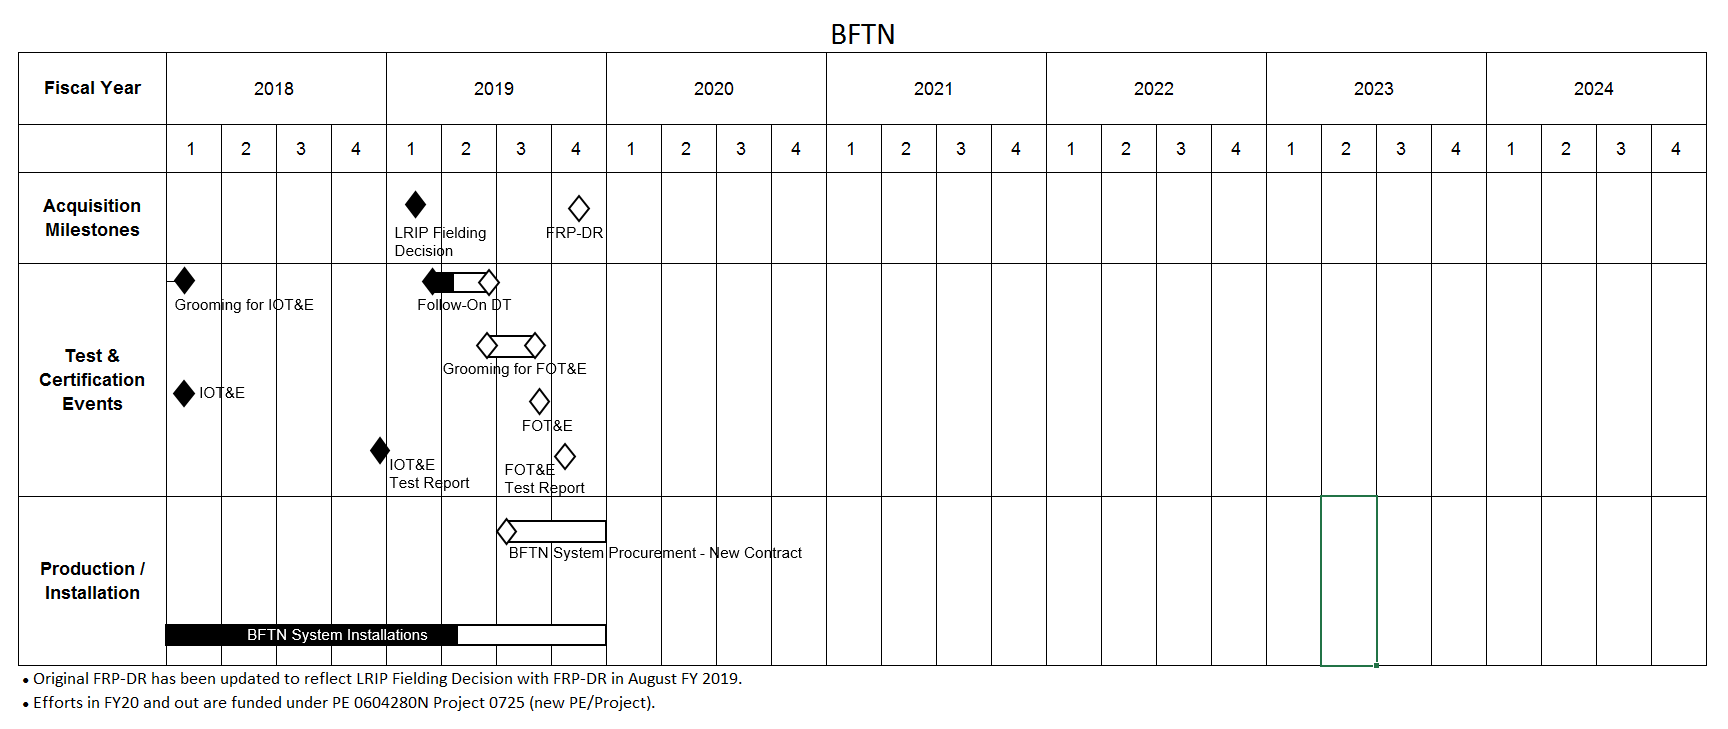 BFTN
Fiscal Year 2018 2019 2020 2021 2022 2023 2024
1 2 3 4 1 2 3 4 1 2 3 4 1 2 3 4 1 2 3 4 1 2 3 4 1 2 3 4
Acquisition
Milestones
LRIP Fielding
Decision
FRP-DR
Test &
Certification
Events
Grooming for IOT&E
Follow-On DT
Grooming for FOT&E
IOT&E
FOT&E
IOT&E
Test Report
FOT&E
Test Report
Production /
Installation
BFTN System Procurement - New Contract
BFTN System Installations
• Original FRP-DR has been updated to reflect LRIP Fielding Decision with FRP-DR in August FY 2019.
• Efforts in FY20 and out are funded under PE 0604280N Project 0725 (new PE/Project).